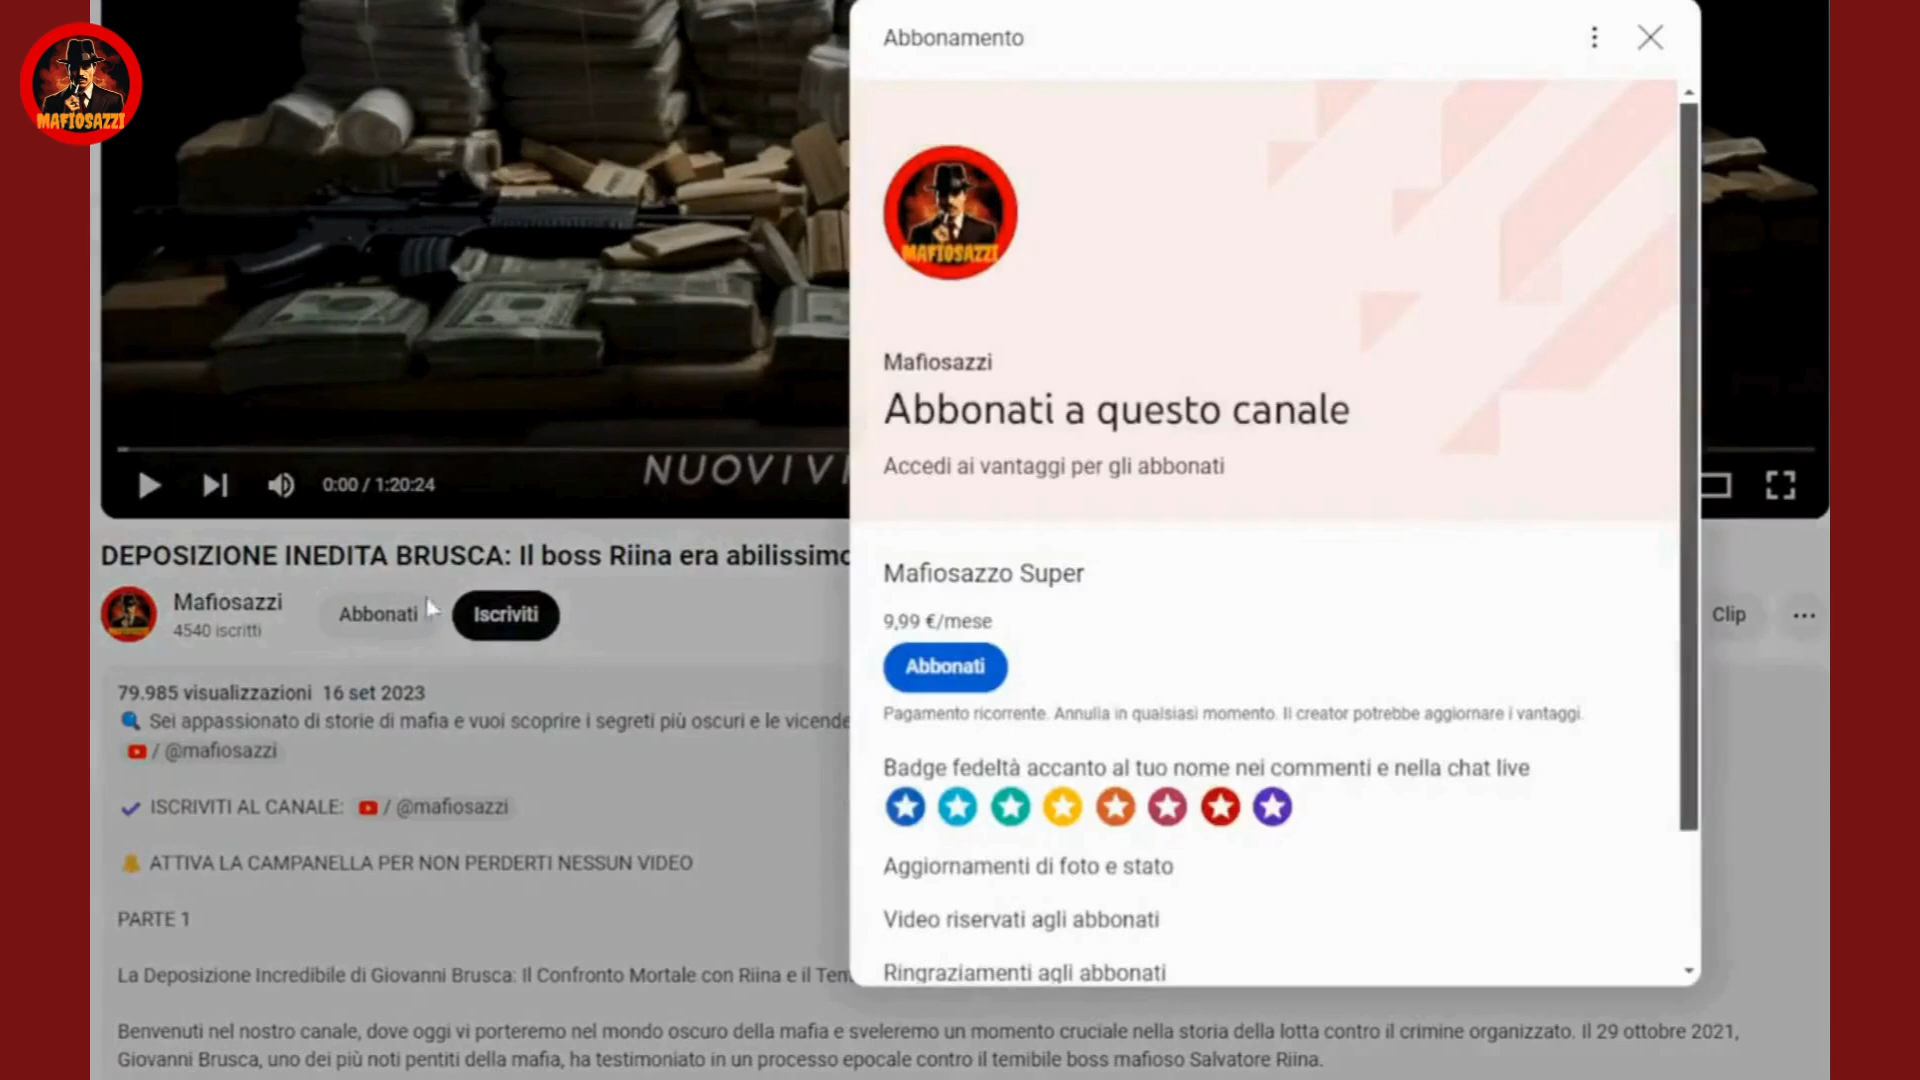 MAFIOSAZZI
Abbonamento
MAFIOSAZZI
Mafiosazzi
Abbonati a questo canale
Accedi ai vantaggi per gli abbonati
NUOVI V
0:00 / 1:20:24
DEPOSIZIONE INEDITA BRUSCA: Il boss Riina era abilissimo
Mafiosazzi
4540 iscritti
Abbonati
Iscriviti
Clip
Mafiosazzo Super
9,99 €/mese
Abbonati
Pagamento ricorrente. Annulla in qualsiasi momento. Il creator potrebbe aggiornare i vantaggi.
Badge fedeltà accanto al tuo nome nei commenti e nella chat live
Aggiornamenti di foto e stato
Video riservati agli abbonati
Ringraziamenti agli abbonati
79.985 visualizzazioni 16 set 2023
Sei appassionato di storie di mafia e vuoi scoprire i segreti più oscuri e le vicende
/ @mafiosazzi
ISCRIVITI AL CANALE: / @mafiosazzi
ATTIVA LA CAMPANELLA PER NON PERDERTI NESSUN VIDEO
PARTE 1
La Deposizione Incredibile di Giovanni Brusca: Il Confronto Mortale con Riina e il
Benvenuti nel nostro canale, dove oggi vi porteremo nel mondo oscuro della mafia e sveleremo un momento cruciale nella storia della lotta contro il crimine organizzato. Il 29 ottobre 2021,
Giovanni Brusca, uno dei più noti pentiti della mafia, ha testimoniato in un processo epocale contro il temibile boss mafioso Salvatore Riina.